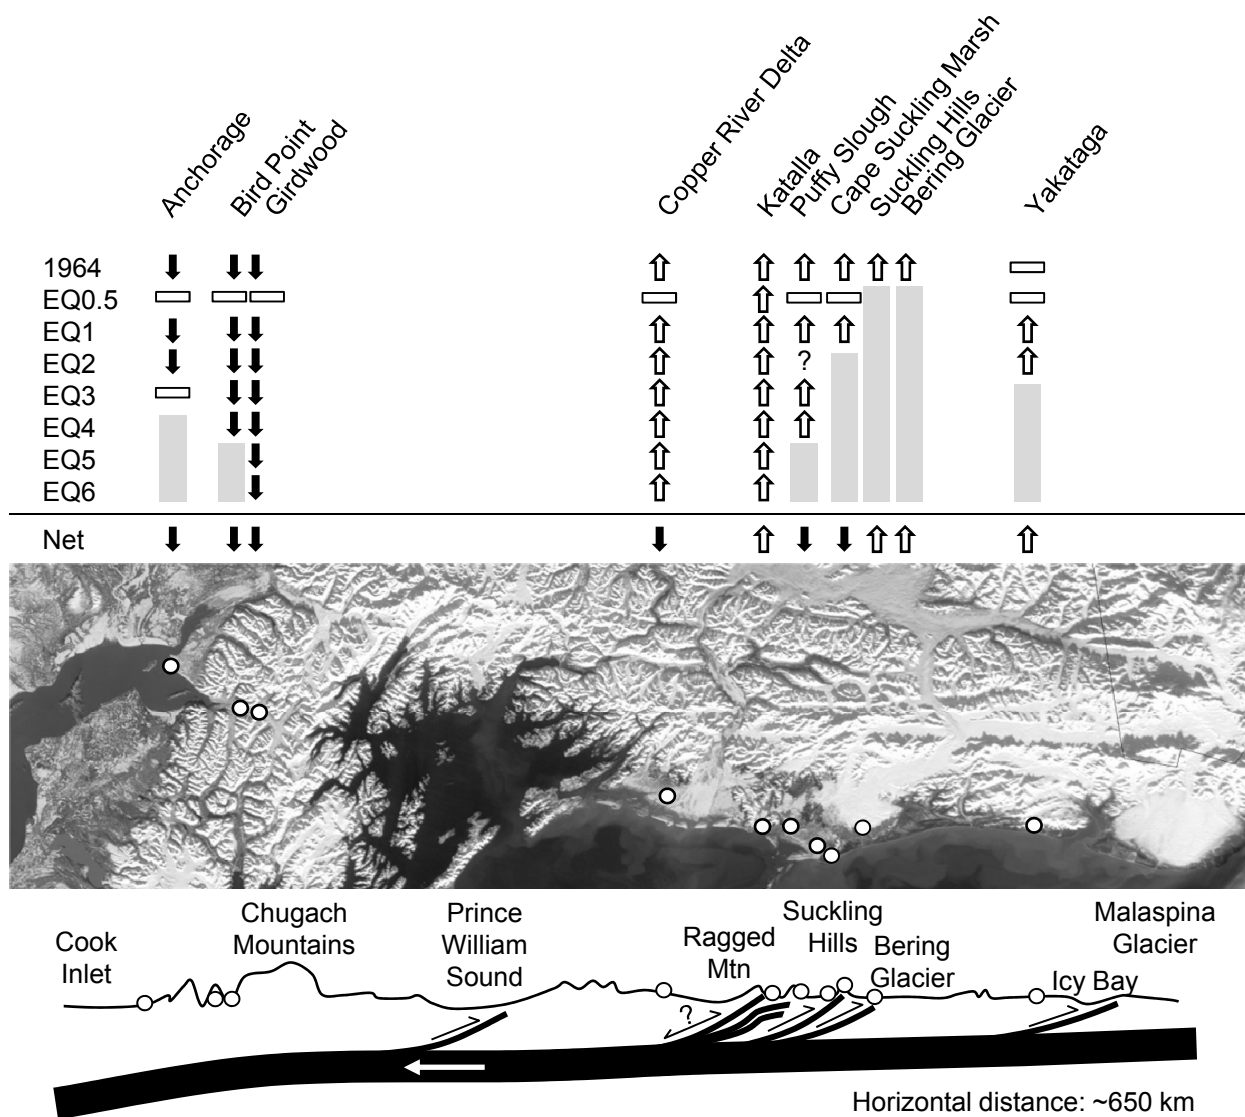 Anchorage
Bird Point
Girdwood
Copper River Delta
Katalla
Puffy Slough
Cape Suckling Marsh
Suckling Hills
Bering Glacier
Yakataga
1964
EQ0.5
EQ1
EQ2
?
EQ3
EQ4
EQ5
EQ6
Net
Cook
Inlet
Chugach
Mountains
Prince
William
Sound
Ragged
Mtn
Suckling
Hills
Bering
Glacier
Malaspina
Glacier
Icy Bay
?
Horizontal distance: ~650 km